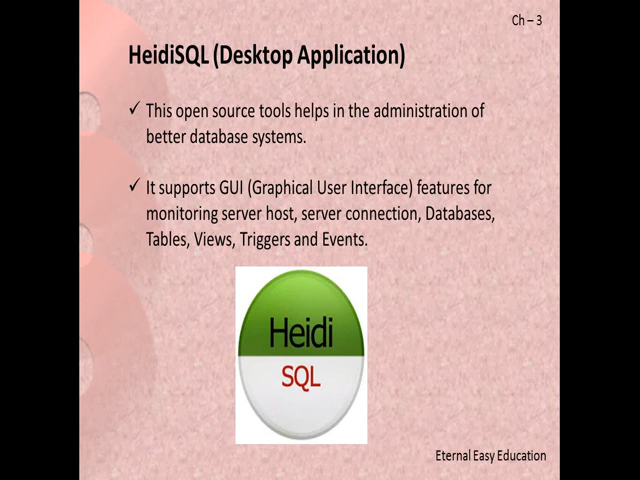 Ch – 3
HeidiSQL (Desktop Application)
✓ This open source tools helps in the administration of
better database systems.
✓ It supports GUI (Graphical User Interface) features for
monitoring server host, server connection, Databases,
Tables, Views, Triggers and Events.
Heidi
SQL
Eternal Easy Education